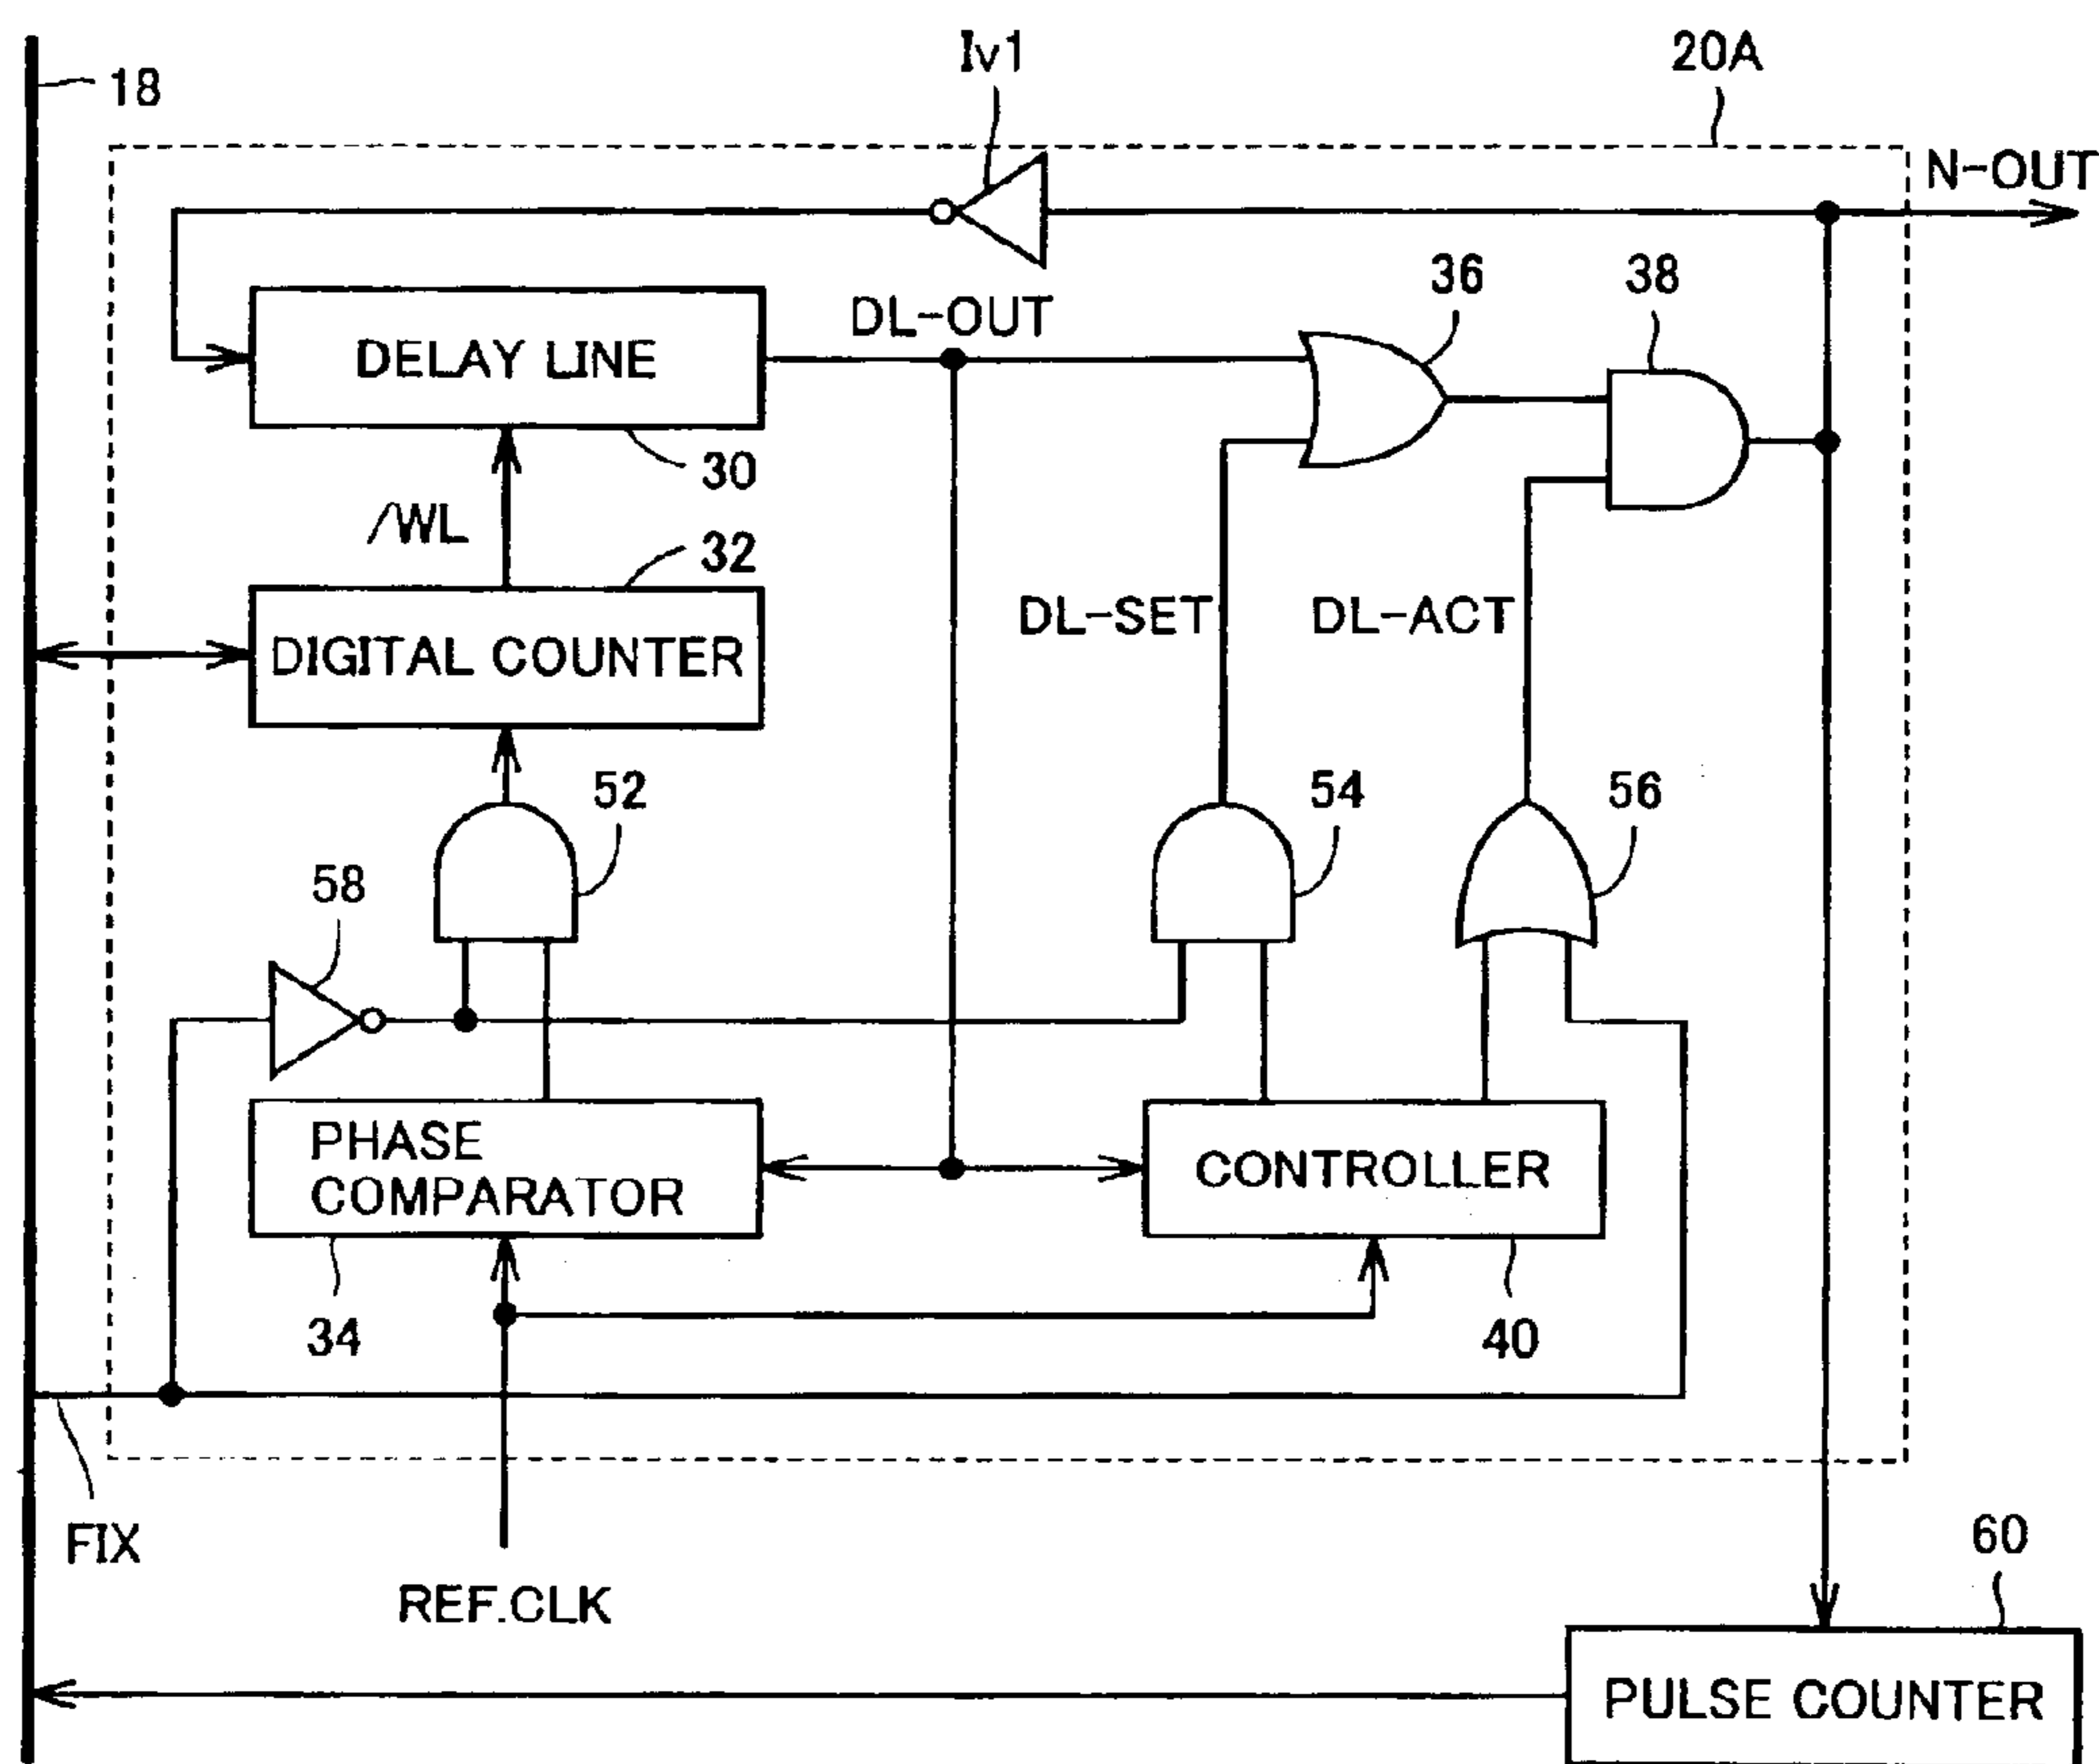 Iv1
20A
18
N-OUT
36
38
DL-OUT
DELAY LINE
30
/WL
32
DL-SET
DL-ACT
DIGITAL COUNTER
52
54
56
58
PHASE
COMPARATOR
CONTROLLER
34
40
FIX
60
REF.CLK
PULSE COUNTER